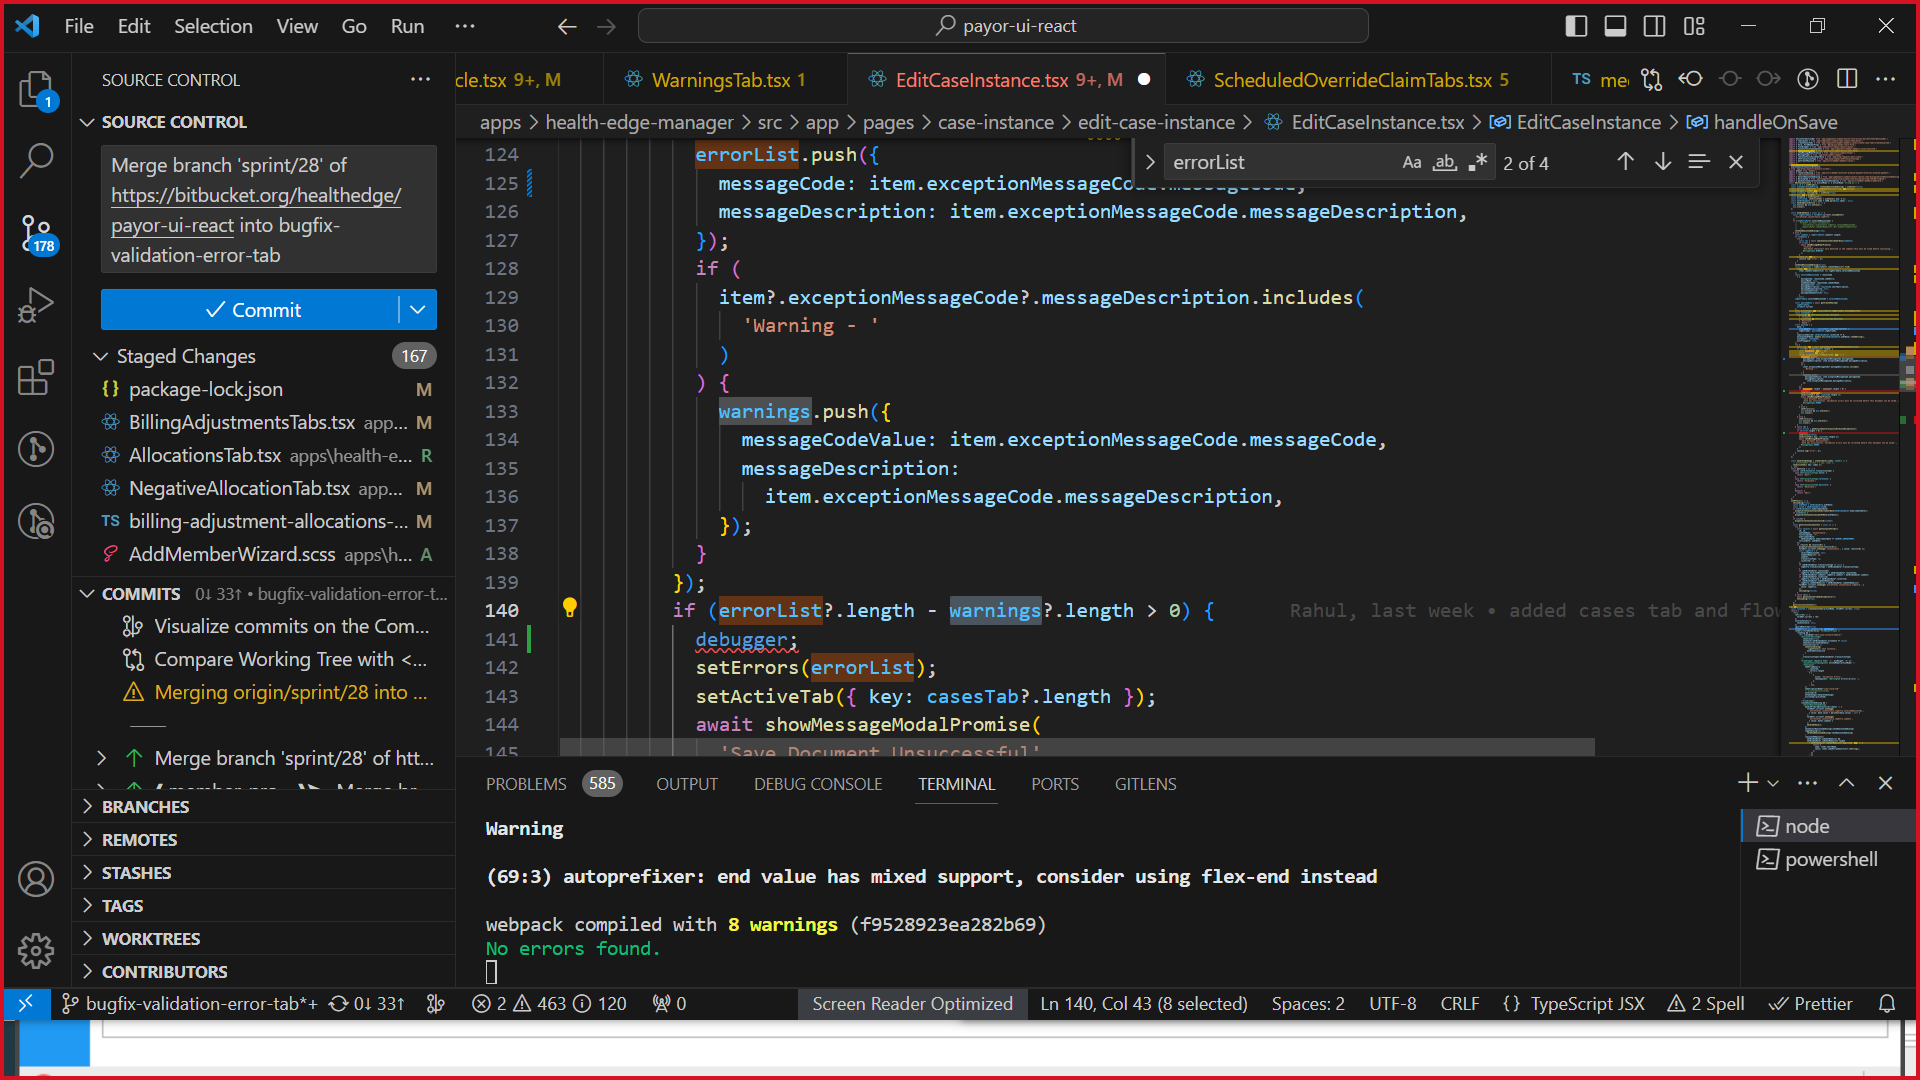 File Edit Selection View Go Run ...
payor-ui-react
SOURCE CONTROL
cle.tsx 9+, M
WarningsTab.tsx 1
EditCaseInstance.tsx 9+, M
ScheduledOverrideClaimTabs.tsx 5
TS
1
SOURCE CONTROL
apps > health-edge-manager > src > app > pages > case-instance > edit-case-instance > EditCaseInstance.tsx > EditCaseInstance > handleOnSave
Merge branch 'sprint/28' of
https://bitbucket.org/healthedge/
payor-ui-react into bugfix-
validation-error-tab
178
Commit
Staged Changes 167
package-lock.json M
BillingAdjustmentsTabs.tsx app... M
AllocationsTab.tsx apps\health-e... R
NegativeAllocationTab.tsx app... M
TS billing-adjustment-allocations-... M
AddMemberWizard.scss apps\h... A
COMMITS 0↓ 33↑ • bugfix-validation-error-t...
Visualize commits on the Com...
Compare Working Tree with <...
Merging origin/sprint/28 into ...
Merge branch 'sprint/28' of htt...
BRANCHES
REMOTES
STASHES
TAGS
WORKTREES
CONTRIBUTORS
errorList
Aa ab .* 2 of 4
124 errorList.push({
125 messageCode: item.exceptionMessageCode.messageCode,
126 messageDescription: item.exceptionMessageCode.messageDescription,
127 });
128 if (
129 item?.exceptionMessageCode?.messageDescription.includes(
130 'Warning - '
131 )
132 ) {
133 warnings.push({
134 messageCodeValue: item.exceptionMessageCode.messageCode,
135 messageDescription:
136 item.exceptionMessageCode.messageDescription,
137 });
138 }
139 });
140 if (errorList?.length - warnings?.length > 0) { Rahul, last week • added cases tab and flow
141 debugger;
142 setErrors(errorList);
143 setActiveTab({ key: casesTab?.length });
144 await showMessageModalPromise(
145 'Save Document Unsuccessful'
PROBLEMS 585 OUTPUT DEBUG CONSOLE TERMINAL PORTS GITLENS
Warning
(69:3) autoprefixer: end value has mixed support, consider using flex-end instead
webpack compiled with 8 warnings (f9528923ea282b69)
No errors found.
node
powershell
bugfix-validation-error-tab*+ 0↓ 33↑ 2 463 120 0 Screen Reader Optimized Ln 140, Col 43 (8 selected) Spaces: 2 UTF-8 CRLF {} TypeScript JSX 2 Spell Prettier